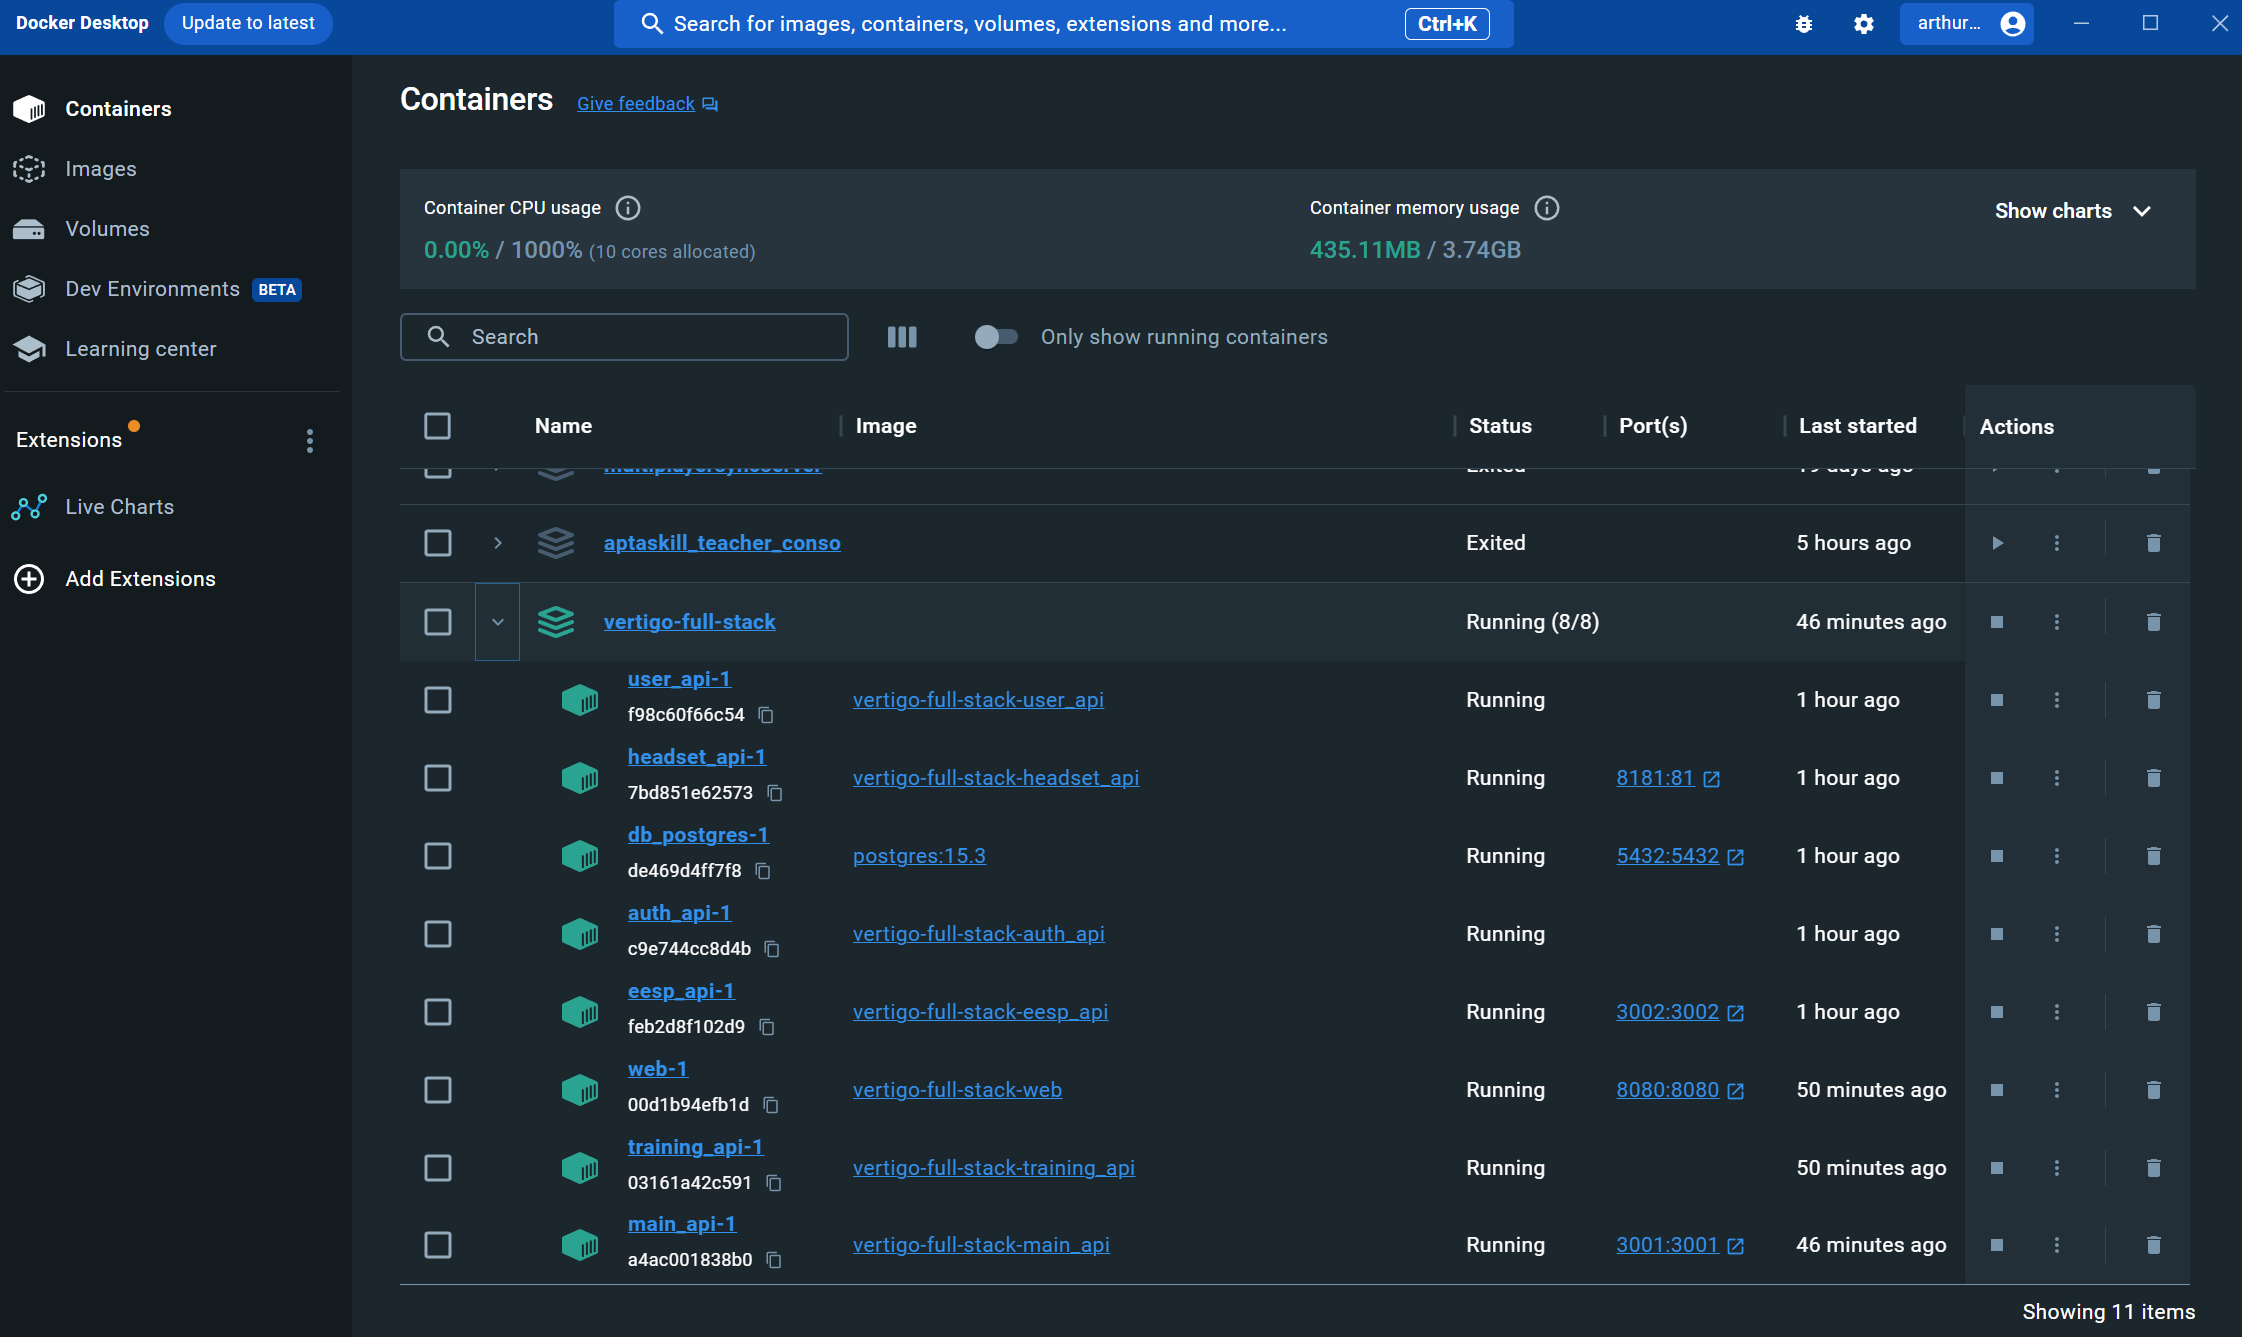 Docker Desktop Update to latest Search for images, containers, volumes, extensions and more... Ctrl+K arthur...
Containers
Images
Volumes
Dev Environments BETA
Learning center
Extensions
Live Charts
Add Extensions
Containers Give feedback
Container CPU usage
0.00% / 1000% (10 cores allocated)
Container memory usage
435.11MB / 3.74GB
Show charts
Search Only show running containers
Name Image Status Port(s) Last started Actions
multiplayersyncserver Exited 19 days ago
aptaskill_teacher_conso Exited 5 hours ago
vertigo-full-stack Running (8/8) 46 minutes ago
user_api-1
f98c60f66c54
vertigo-full-stack-user_api Running 1 hour ago
headset_api-1
7bd851e62573
vertigo-full-stack-headset_api Running 8181:81 1 hour ago
db_postgres-1
de469d4ff7f8
postgres:15.3 Running 5432:5432 1 hour ago
auth_api-1
c9e744cc8d4b
vertigo-full-stack-auth_api Running 1 hour ago
eesp_api-1
feb2d8f102d9
vertigo-full-stack-eesp_api Running 3002:3002 1 hour ago
web-1
00d1b94efb1d
vertigo-full-stack-web Running 8080:8080 50 minutes ago
training_api-1
03161a42c591
vertigo-full-stack-training_api Running 50 minutes ago
main_api-1
a4ac001838b0
vertigo-full-stack-main_api Running 3001:3001 46 minutes ago
Showing 11 items